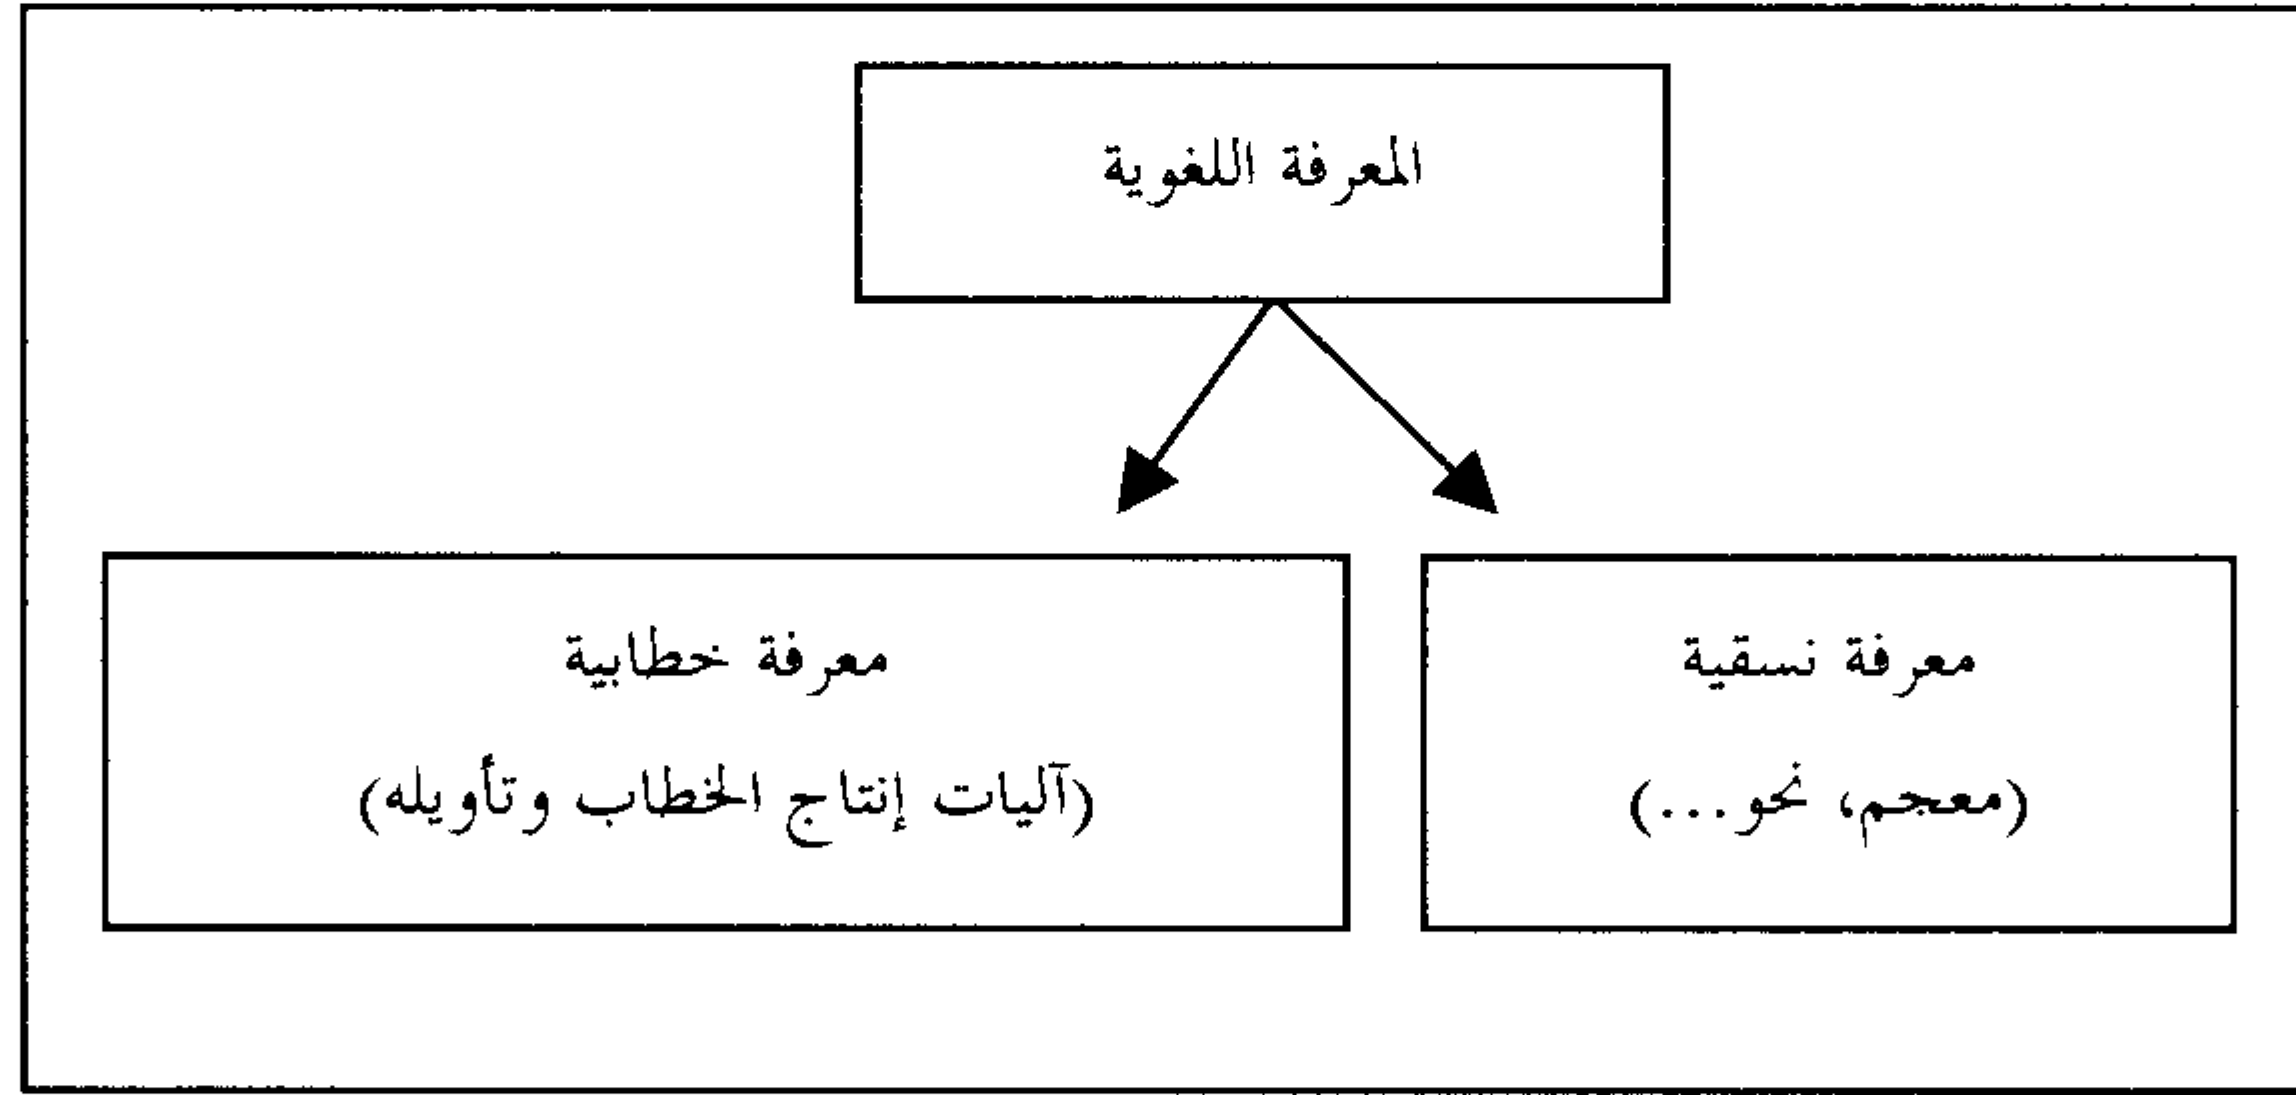 المعرفة اللغوية
معرفة نسقية
(معجم، نحو...)
معرفة خطابية
(آليات إنتاج الخطاب وتأويله)